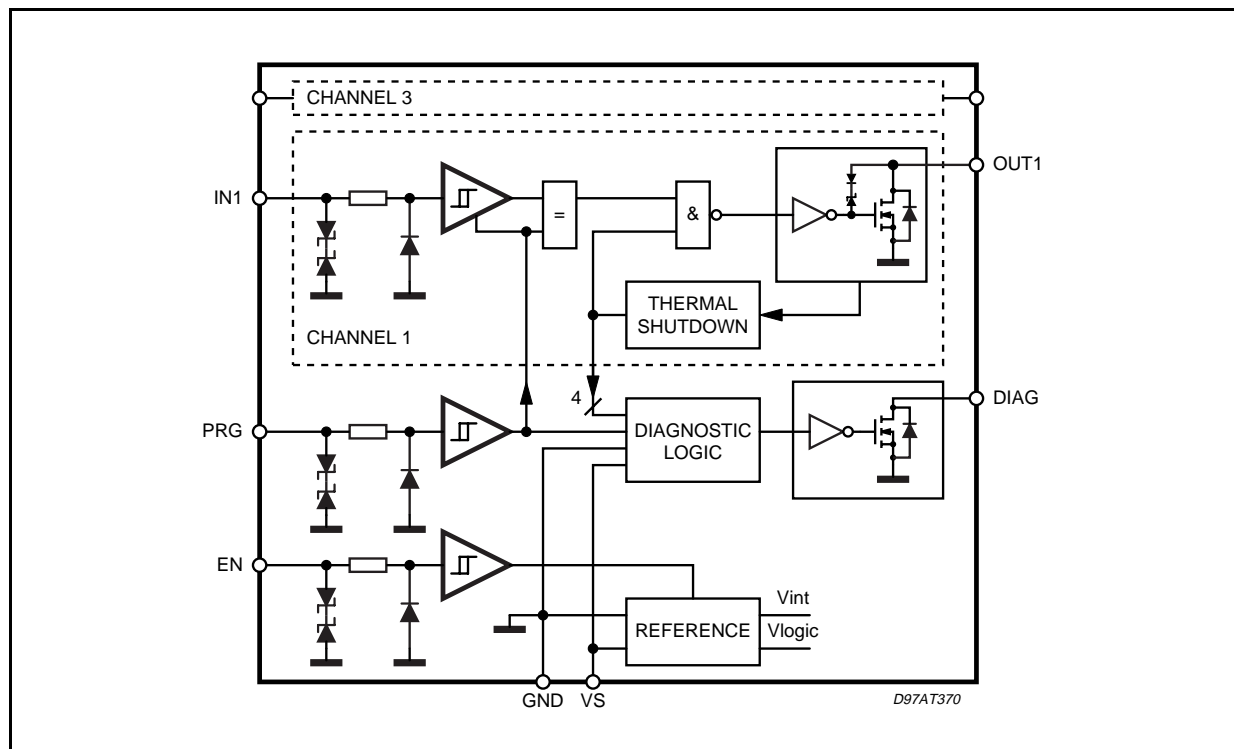 CHANNEL 3
OUT1
IN1
=
&
THERMAL
SHUTDOWN
CHANNEL 1
4
DIAG
PRG
DIAGNOSTIC
LOGIC
EN
Vint
REFERENCE
Vlogic
GND
VS
D97AT370